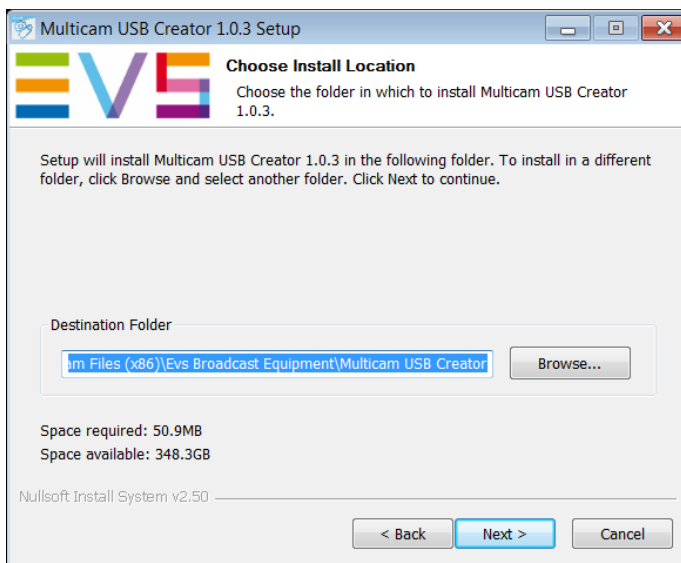 Multicam USB Creator 1.0.3 Setup
EVS
Choose Install Location
Choose the folder in which to install Multicam USB Creator
1.0.3.
Setup will install Multicam USB Creator 1.0.3 in the following folder. To install in a different
folder, click Browse and select another folder. Click Next to continue.
Destination Folder
am Files (x86)\Evs Broadcast Equipment\Multicam USB Creator
Browse...
Space required: 50.9MB
Space available: 348.3GB
Nullsoft Install System v2.50
< Back
Next >
Cancel